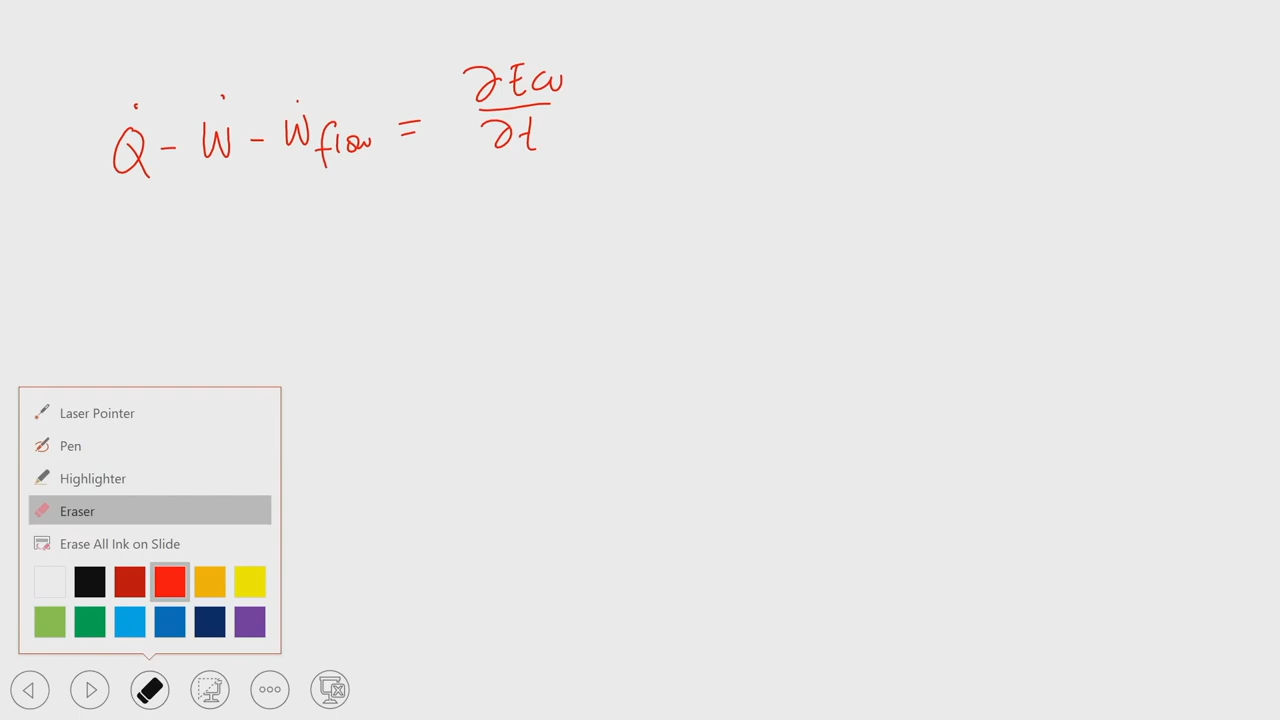 Q̇ - Ẇ - Ẇflow = ∂Ecv/∂t
Laser Pointer
Pen
Highlighter
Eraser
Erase All Ink on Slide